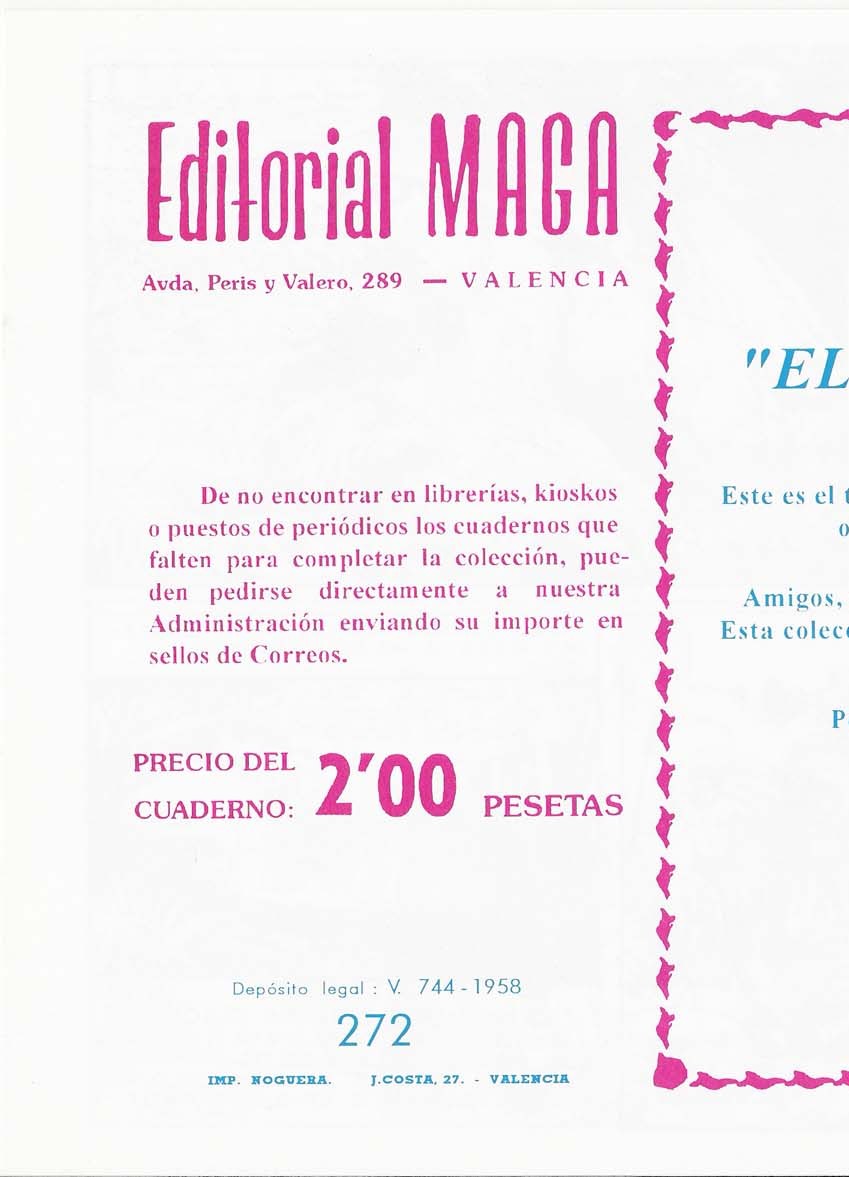 Editorial MAGA
Avda. Peris y Valero, 289 — VALENCIA
De no encontrar en librerías, kioskos
o puestos de periódicos los cuadernos que
falten para completar la colección, pue-
den pedirse directamente a nuestra
Administración enviando su importe en
sellos de Correos.
PRECIO DEL
CUADERNO: 2'00 PESETAS
Depósito legal : V. 744 - 1958
272
IMP. NOGUERA. J. COSTA, 27. - VALENCIA
"EL
Este es el
Amigos,
Esta